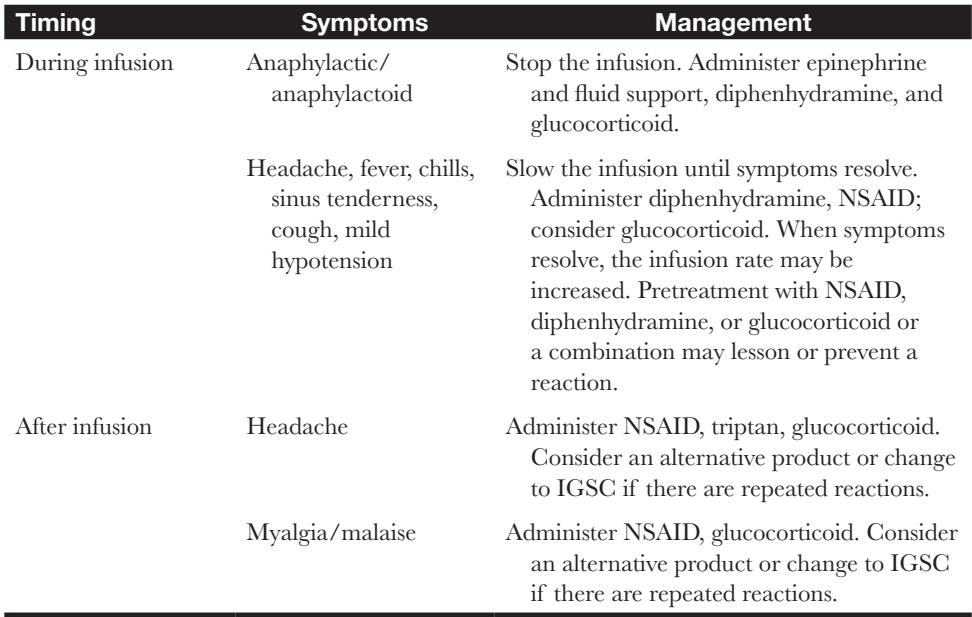 Timing Symptoms Management
During infusion Anaphylactic/ Stop the infusion. Administer epinephrine
anaphylactoid and fluid support, diphenhydramine, and
glucocorticoid.
Headache, fever, chills, Slow the infusion until symptoms resolve.
sinus tenderness, Administer diphenhydramine, NSAID;
cough, mild consider glucocorticoid. When symptoms
hypotension resolve, the infusion rate may be
increased. Pretreatment with NSAID,
diphenhydramine, or glucocorticoid or
a combination may lesson or prevent a
reaction.
After infusion Headache Administer NSAID, triptan, glucocorticoid.
Consider an alternative product or change
to IGSC if there are repeated reactions.
Myalgia/malaise Administer NSAID, glucocorticoid. Consider
an alternative product or change to IGSC
if there are repeated reactions.